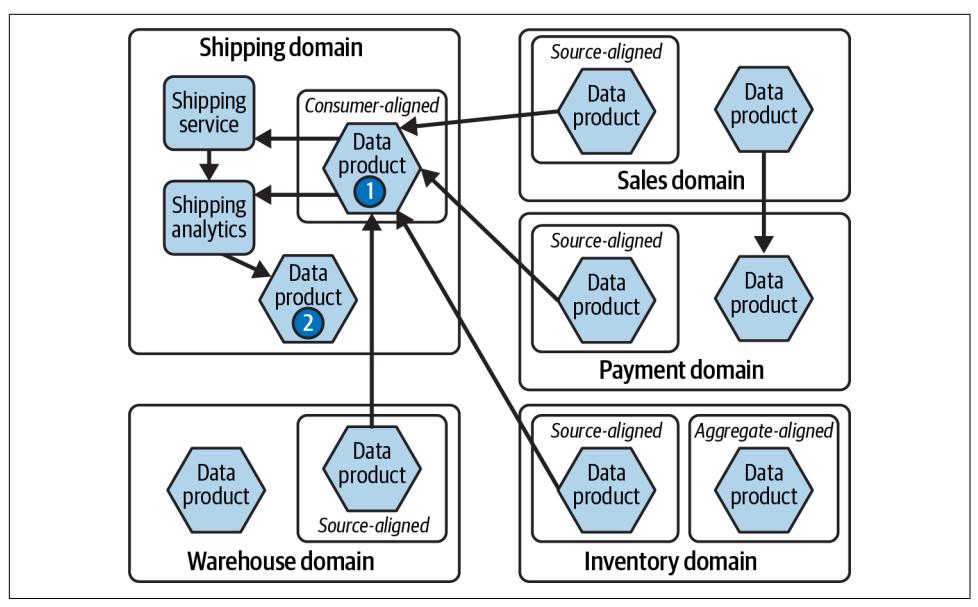 Shipping domain
Shipping
service
Consumer-aligned
Data
product
1
Shipping
analytics
Data
product
2
Source-aligned
Data
product
Data
product
Sales domain
Source-aligned
Data
product
Data
product
Payment domain
Data
product
Data
product
Source-aligned
Warehouse domain
Source-aligned
Data
product
Aggregate-aligned
Data
product
Inventory domain